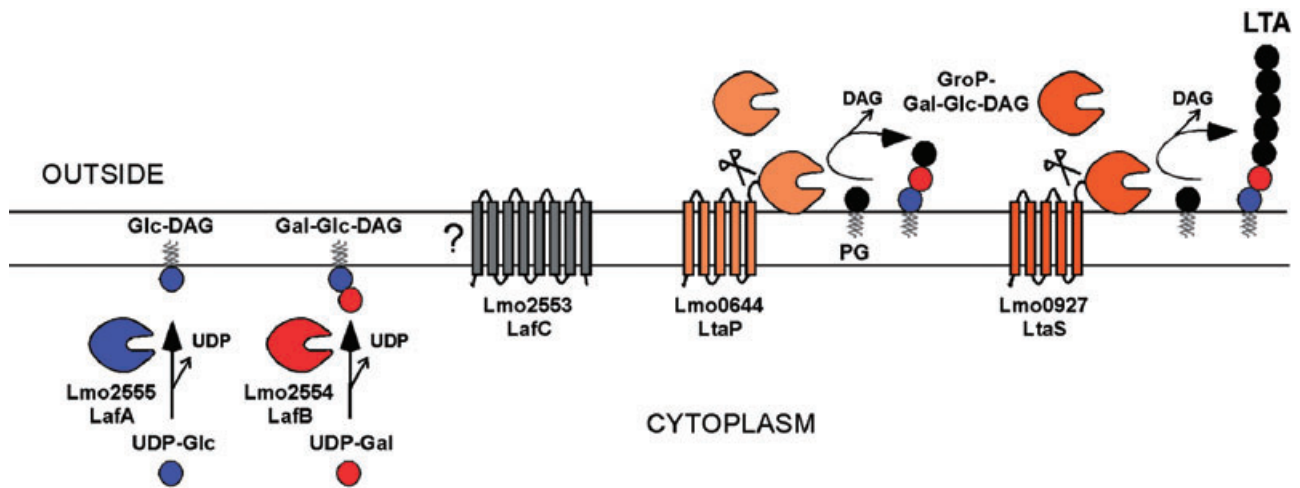 LTA
GroP-
Gal-Glc-DAG
DAG
DAG
OUTSIDE
Glc-DAG
Gal-Glc-DAG
?
PG
Lmo2553
LafC
Lmo0644
LtaP
Lmo0927
LtaS
UDP
UDP
Lmo2555
LafA
Lmo2554
LafB
CYTOPLASM
UDP-Glc
UDP-Gal